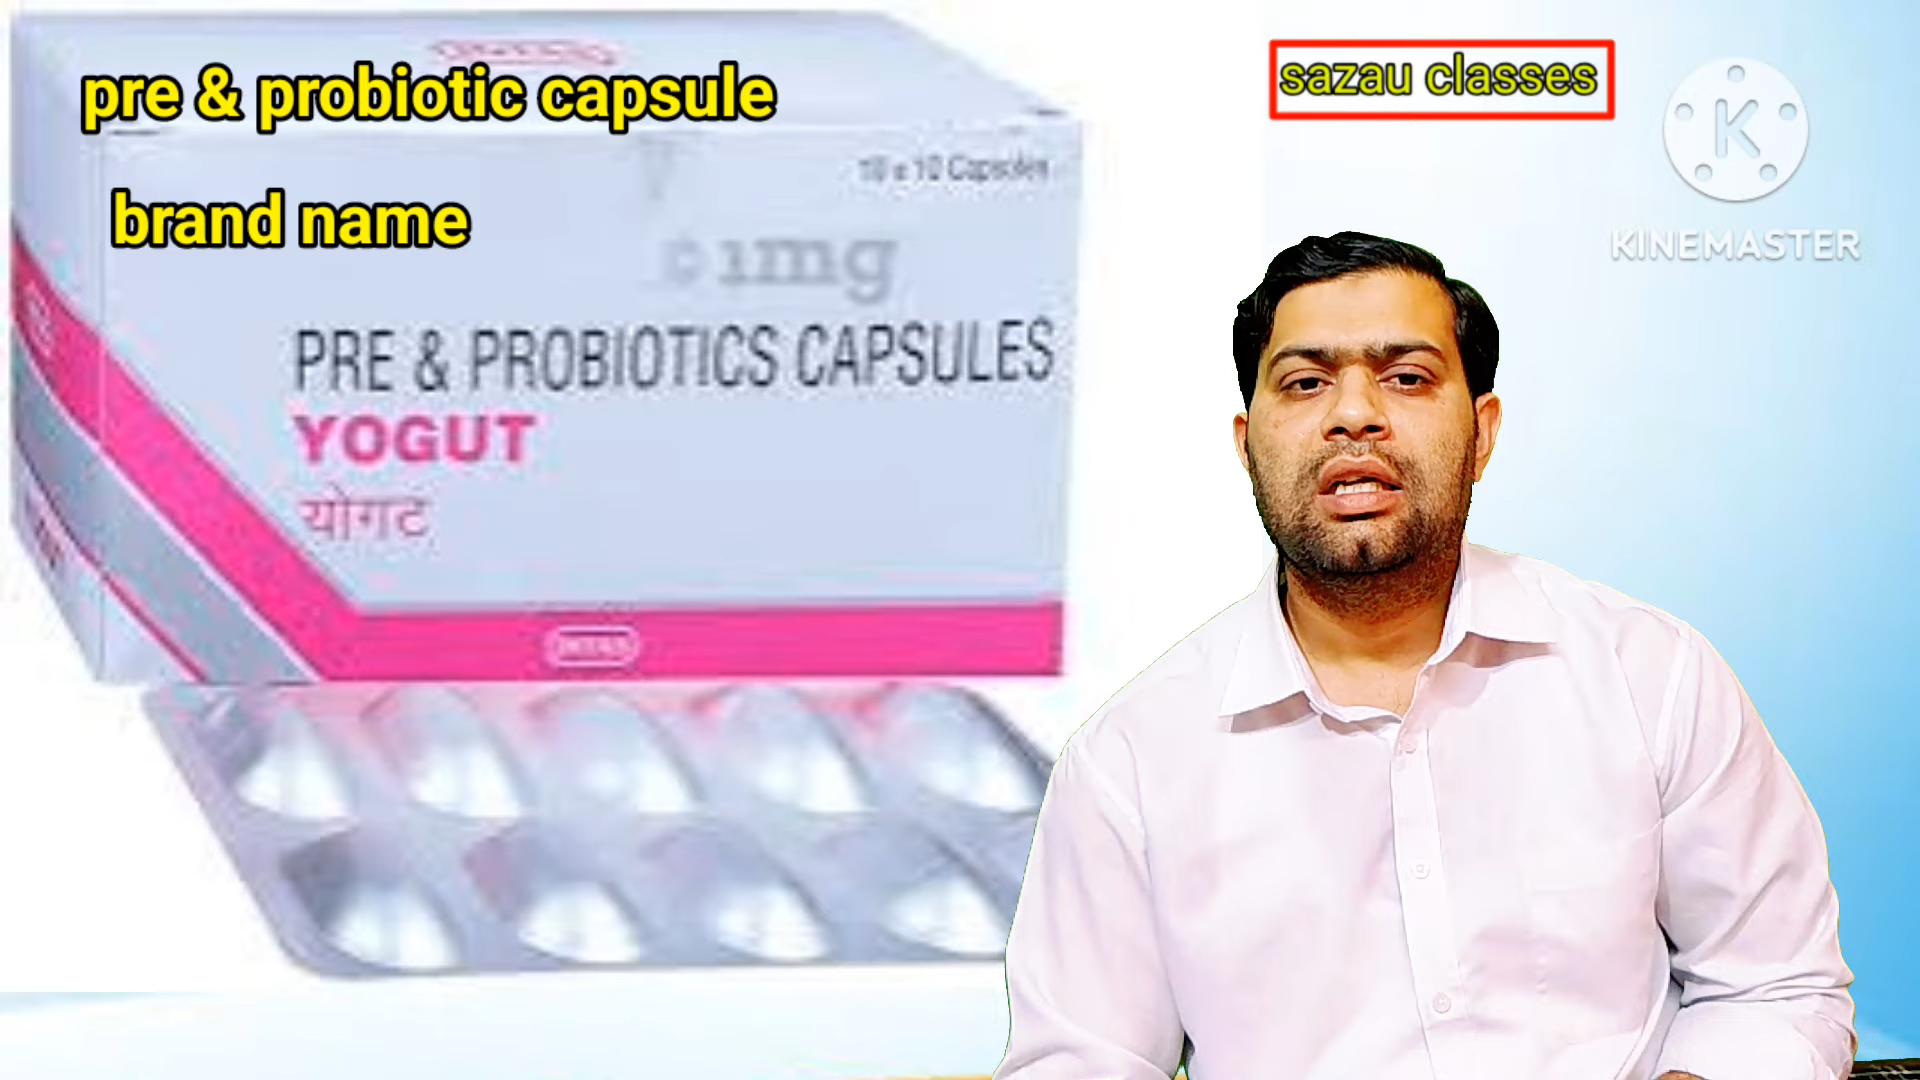 pre & probiotic capsule
brand name
10 x 10 Capsules
1mg
PRE & PROBIOTICS CAPSULES
YOGUT
योगट
sazau classes
K
KINEMASTER